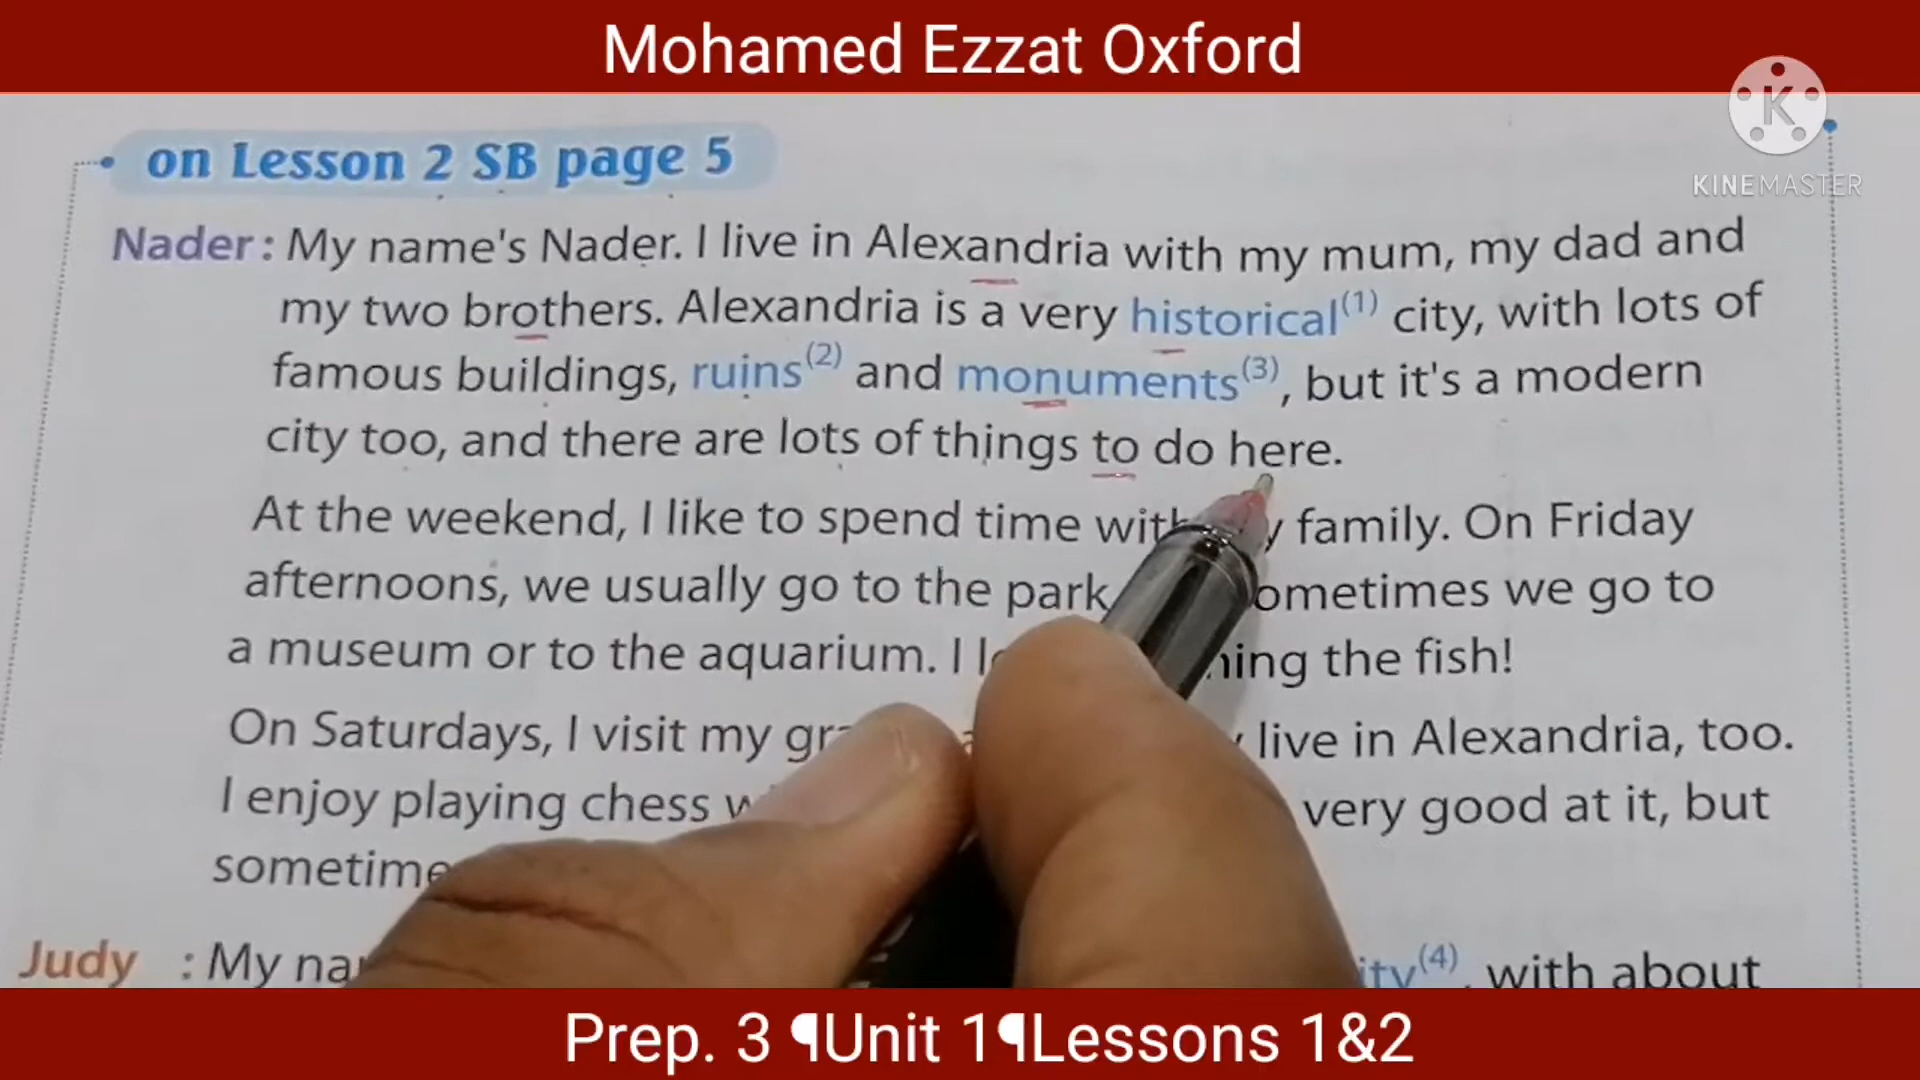 Mohamed Ezzat Oxford
K
KINEMASTER
on Lesson 2 SB page 5
Nader : My name's Nader. I live in Alexandria with my mum, my dad and
my two brothers. Alexandria is a very historical(1) city, with lots of
famous buildings, ruins(2) and monuments(3), but it's a modern
city too, and there are lots of things to do here.
At the weekend, I like to spend time family. On Friday
afternoons, we usually go to the park we go to
a museum or to the aquarium. I the fish!
On Saturdays, I visit my live in Alexandria, too.
I enjoy playing chess very good at it, but
Judy : My (4), with about
Prep. 3 ¶Unit 1¶Lessons 1&2